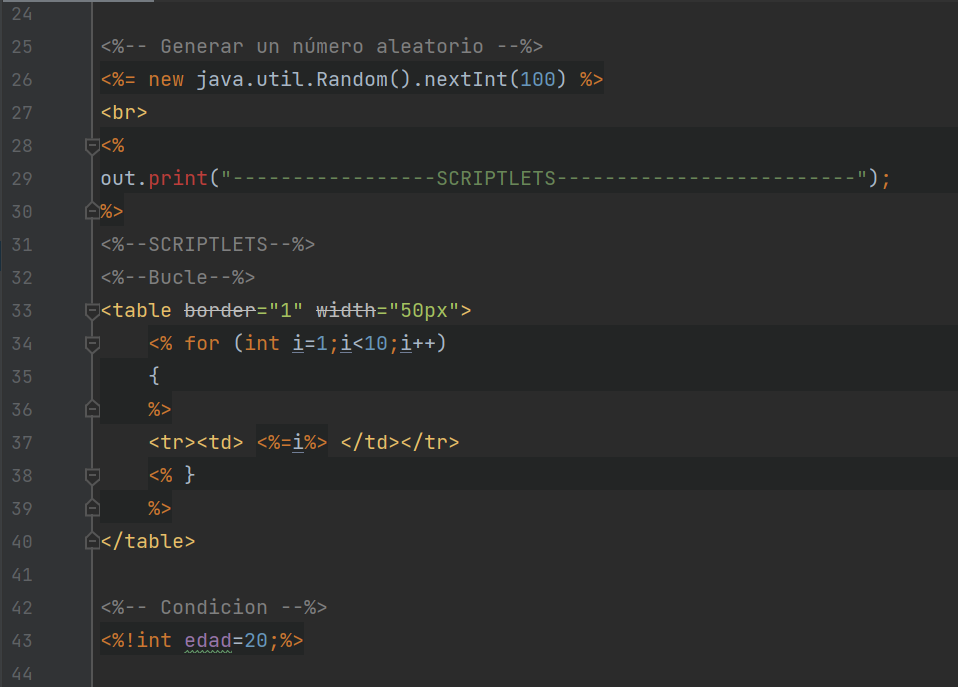 24
25 <%-- Generar un número aleatorio --%>
26 <%= new java.util.Random().nextInt(100) %>
27 <br>
28 <%
29 out.print("-----------------SCRIPTLETS-------------------------");
30 %>
31 <%--SCRIPTLETS--%>
32 <%--Bucle--%>
33 <table border="1" width="50px">
34     <% for (int i=1;i<10;i++)
35     {
36     %>
37     <tr><td> <%=i%> </td></tr>
38     <% }
39     %>
40 </table>
41
42 <%-- Condicion --%>
43 <%!int edad=20;%>
44